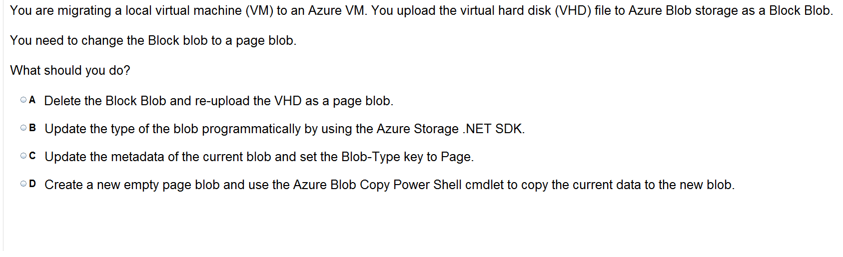 You are migrating a local virtual machine (VM) to an Azure VM. You upload the virtual hard disk (VHD) file to Azure Blob storage as a Block Blob.
You need to change the Block blob to a page blob.
What should you do?
A Delete the Block Blob and re-upload the VHD as a page blob.
B Update the type of the blob programmatically by using the Azure Storage .NET SDK.
C Update the metadata of the current blob and set the Blob-Type key to Page.
D Create a new empty page blob and use the Azure Blob Copy Power Shell cmdlet to copy the current data to the new blob.